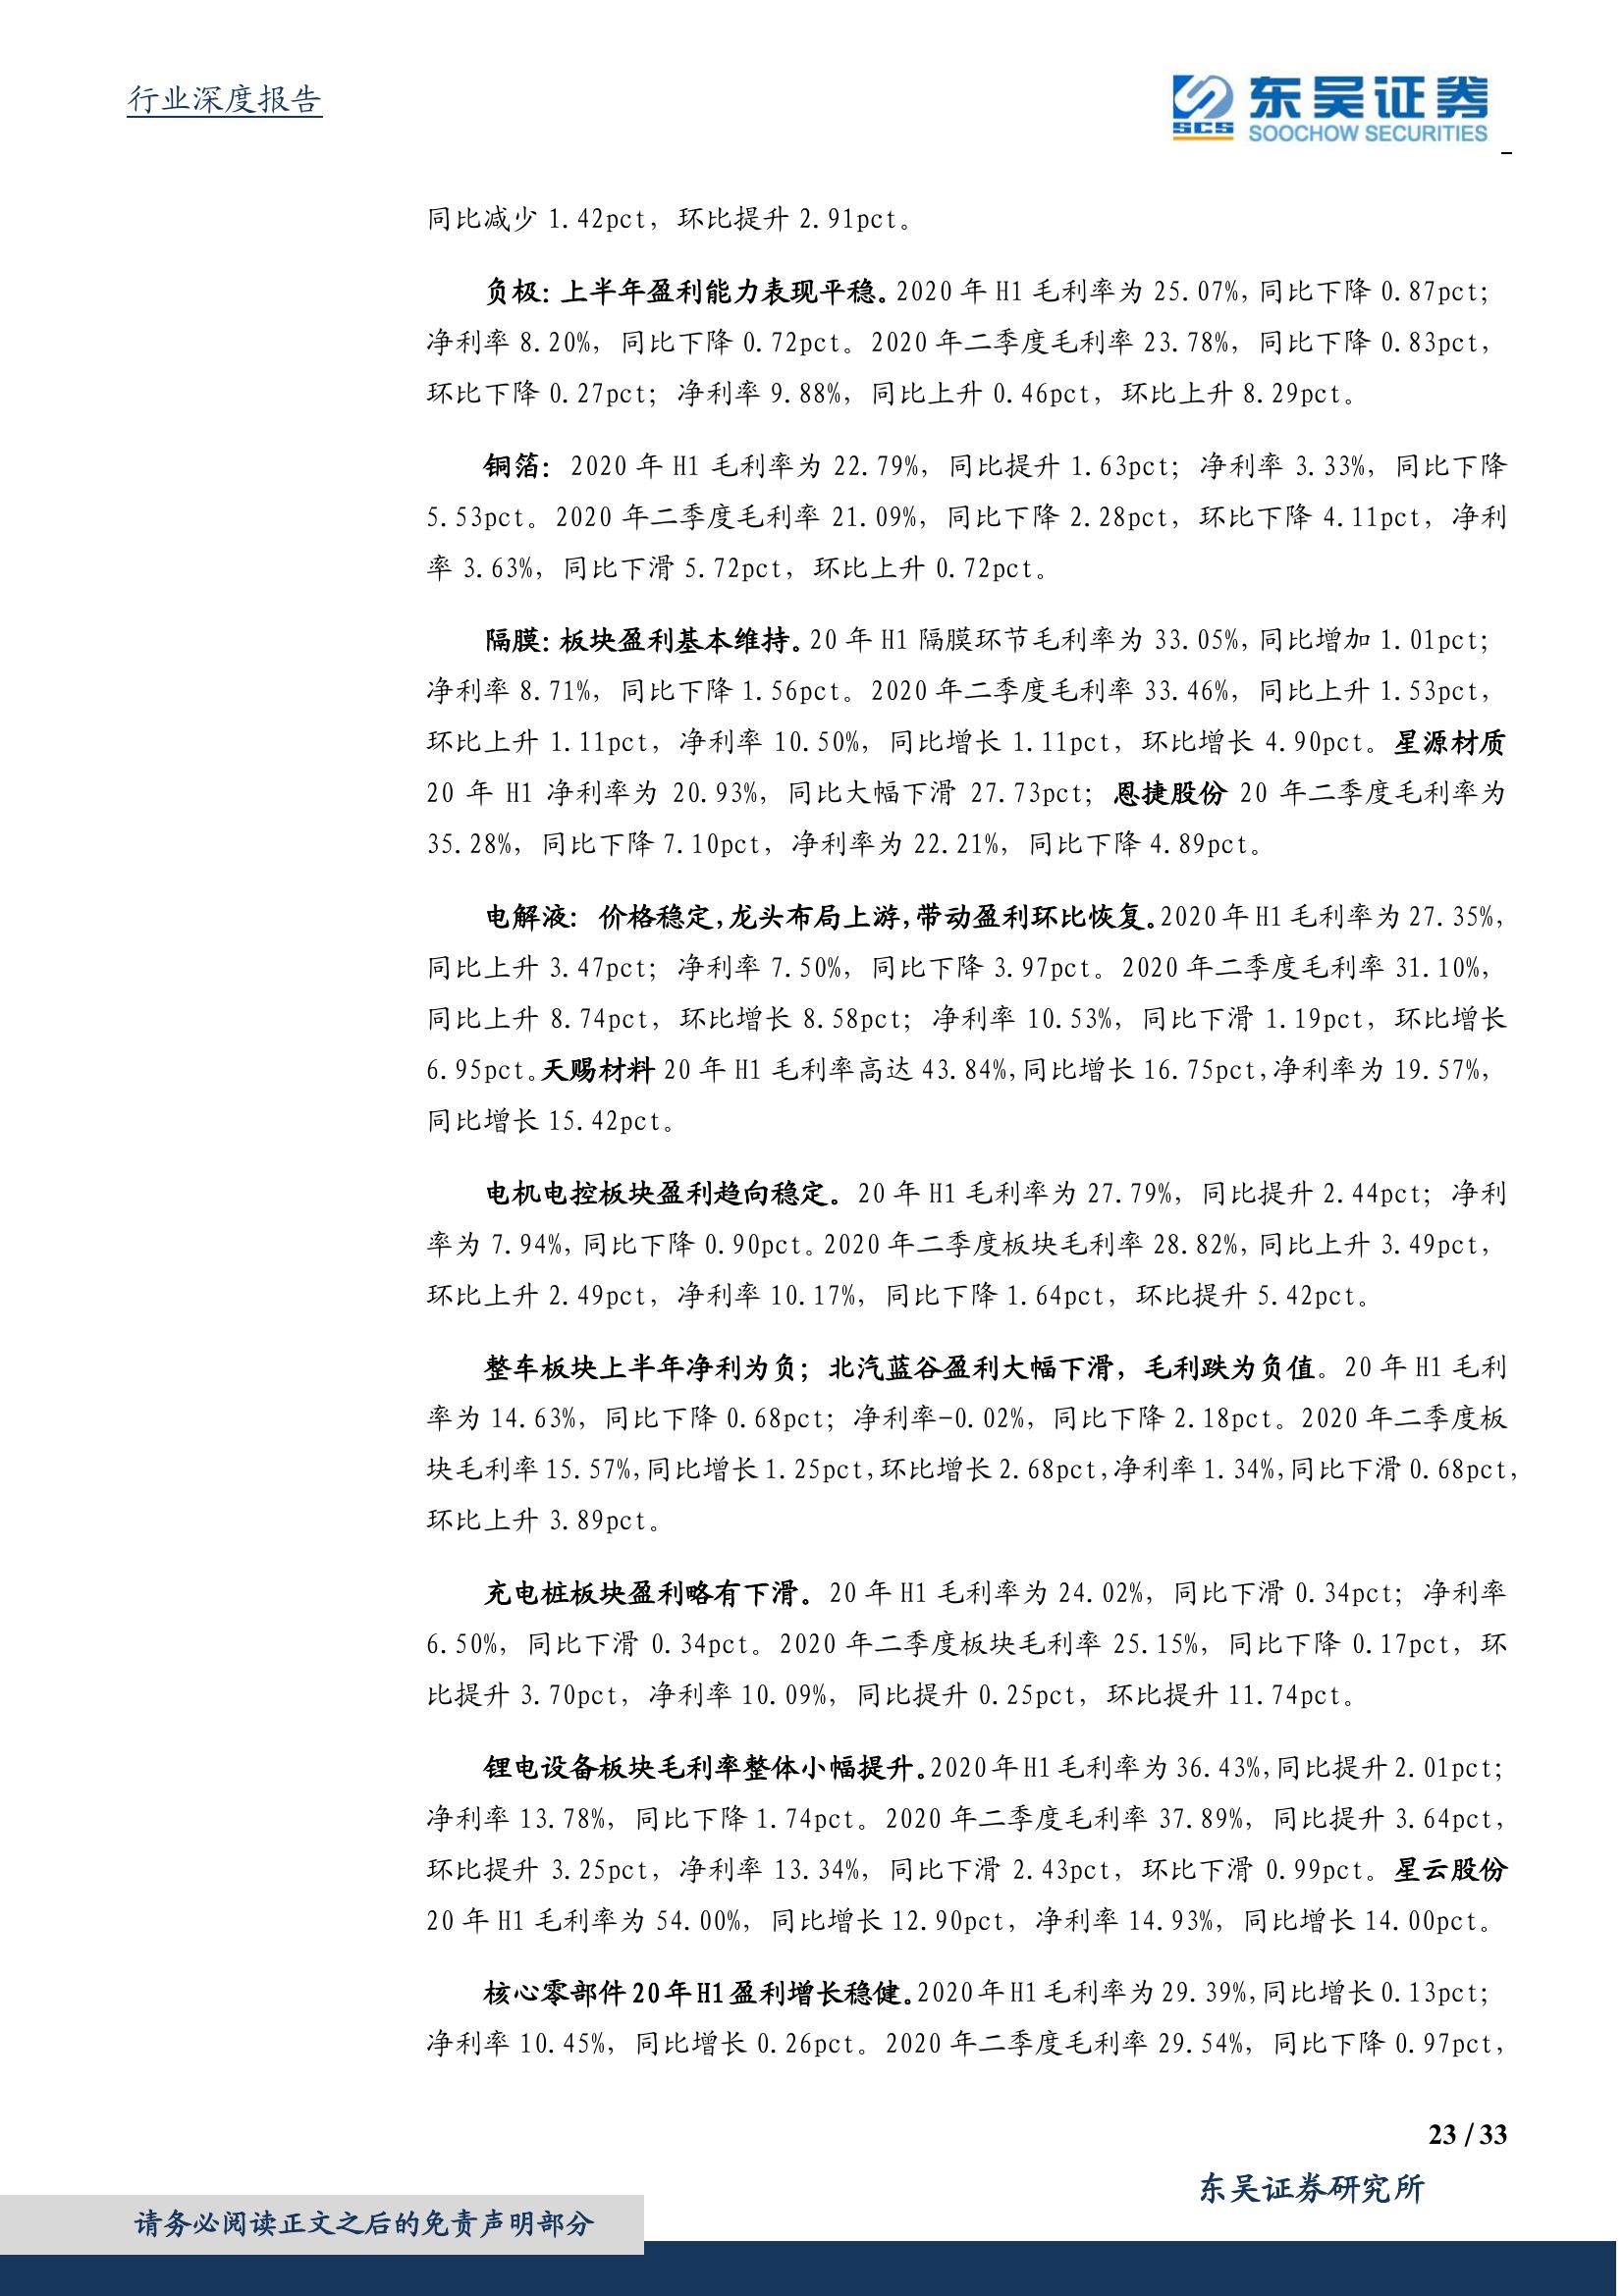 行业深度报告
SCS 东吴证券
SOOCHOW SECURITIES
同比减少 1.42pct，环比提升 2.91pct。
负极：上半年盈利能力表现平稳。2020 年 H1 毛利率为 25.07%，同比下降 0.87pct；
净利率 8.20%，同比下降 0.72pct。2020 年二季度毛利率 23.78%，同比下降 0.83pct，
环比下降 0.27pct；净利率 9.88%，同比上升 0.46pct，环比上升 8.29pct。
铜箔：2020 年 H1 毛利率为 22.79%，同比提升 1.63pct；净利率 3.33%，同比下降
5.53pct。2020 年二季度毛利率 21.09%，同比下降 2.28pct，环比下降 4.11pct，净利
率 3.63%，同比下滑 5.72pct，环比上升 0.72pct。
隔膜：板块盈利基本维持。20 年 H1 隔膜环节毛利率为 33.05%，同比增加 1.01pct；
净利率 8.71%，同比下降 1.56pct。2020 年二季度毛利率 33.46%，同比上升 1.53pct，
环比上升 1.11pct，净利率 10.50%，同比增长 1.11pct，环比增长 4.90pct。星源材质
20 年 H1 净利率为 20.93%，同比大幅下滑 27.73pct；恩捷股份 20 年二季度毛利率为
35.28%，同比下降 7.10pct，净利率为 22.21%，同比下降 4.89pct。
电解液：价格稳定，龙头布局上游，带动盈利环比恢复。2020 年 H1 毛利率为 27.35%，
同比上升 3.47pct；净利率 7.50%，同比下降 3.97pct。2020 年二季度毛利率 31.10%，
同比上升 8.74pct，环比增长 8.58pct；净利率 10.53%，同比下滑 1.19pct，环比增长
6.95pct。天赐材料 20 年 H1 毛利率高达 43.84%，同比增长 16.75pct，净利率为 19.57%，
同比增长 15.42pct。
电机电控板块盈利趋向稳定。20 年 H1 毛利率为 27.79%，同比提升 2.44pct；净利
率为 7.94%，同比下降 0.90pct。2020 年二季度板块毛利率 28.82%，同比上升 3.49pct，
环比上升 2.49pct，净利率 10.17%，同比下降 1.64pct，环比提升 5.42pct。
整车板块上半年净利为负；北汽蓝谷盈利大幅下滑，毛利跌为负值。20 年 H1 毛利
率为 14.63%，同比下降 0.68pct；净利率-0.02%，同比下降 2.18pct。2020 年二季度板
块毛利率 15.57%，同比增长 1.25pct，环比增长 2.68pct，净利率 1.34%，同比下滑 0.68pct，
环比上升 3.89pct。
充电桩板块盈利略有下滑。20 年 H1 毛利率为 24.02%，同比下滑 0.34pct；净利率
6.50%，同比下滑 0.34pct。2020 年二季度板块毛利率 25.15%，同比下降 0.17pct，环
比提升 3.70pct，净利率 10.09%，同比提升 0.25pct，环比提升 11.74pct。
锂电设备板块毛利率整体小幅提升。2020 年 H1 毛利率为 36.43%，同比提升 2.01pct；
净利率 13.78%，同比下降 1.74pct。2020 年二季度毛利率 37.89%，同比提升 3.64pct，
环比提升 3.25pct，净利率 13.34%，同比下滑 2.43pct，环比下滑 0.99pct。星云股份
20 年 H1 毛利率为 54.00%，同比增长 12.90pct，净利率 14.93%，同比增长 14.00pct。
核心零部件 20 年 H1 盈利增长稳健。2020 年 H1 毛利率为 29.39%，同比增长 0.13pct；
净利率 10.45%，同比增长 0.26pct。2020 年二季度毛利率 29.54%，同比下降 0.97pct，
23 / 33
东吴证券研究所
请务必阅读正文之后的免责声明部分